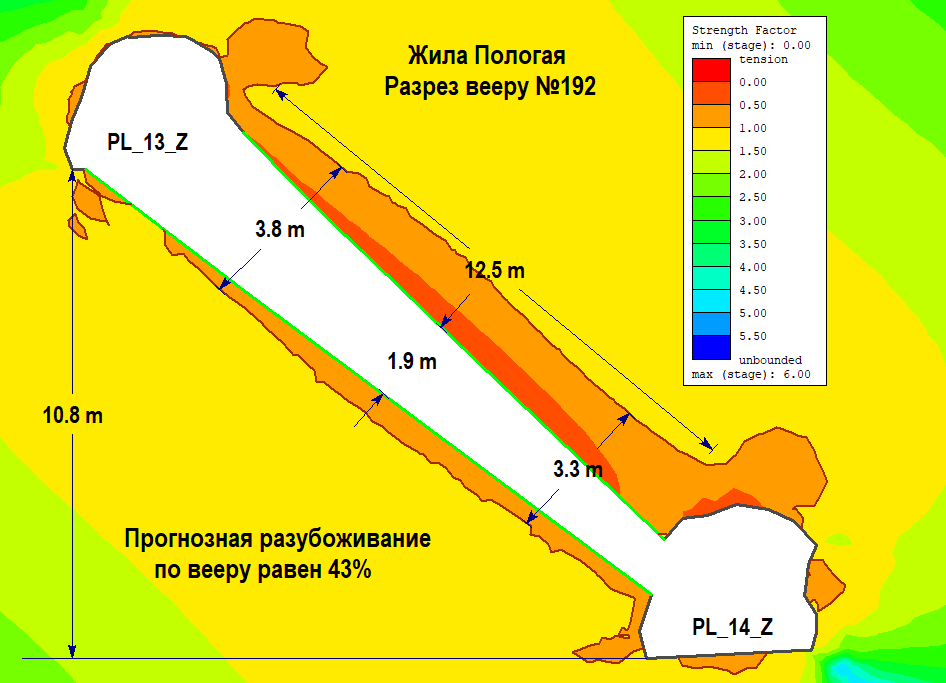 Жила Пологая
Разрез вееру №192
Strength Factor
min (stage): 0.00
tension
0.00
0.50
1.00
1.50
2.00
2.50
3.00
3.50
4.00
4.50
5.00
5.50
unbounded
max (stage): 6.00
PL_13_Z
3.8 m
12.5 m
1.9 m
10.8 m
3.3 m
Прогнозная разубоживание
по вееру равен 43%
PL_14_Z